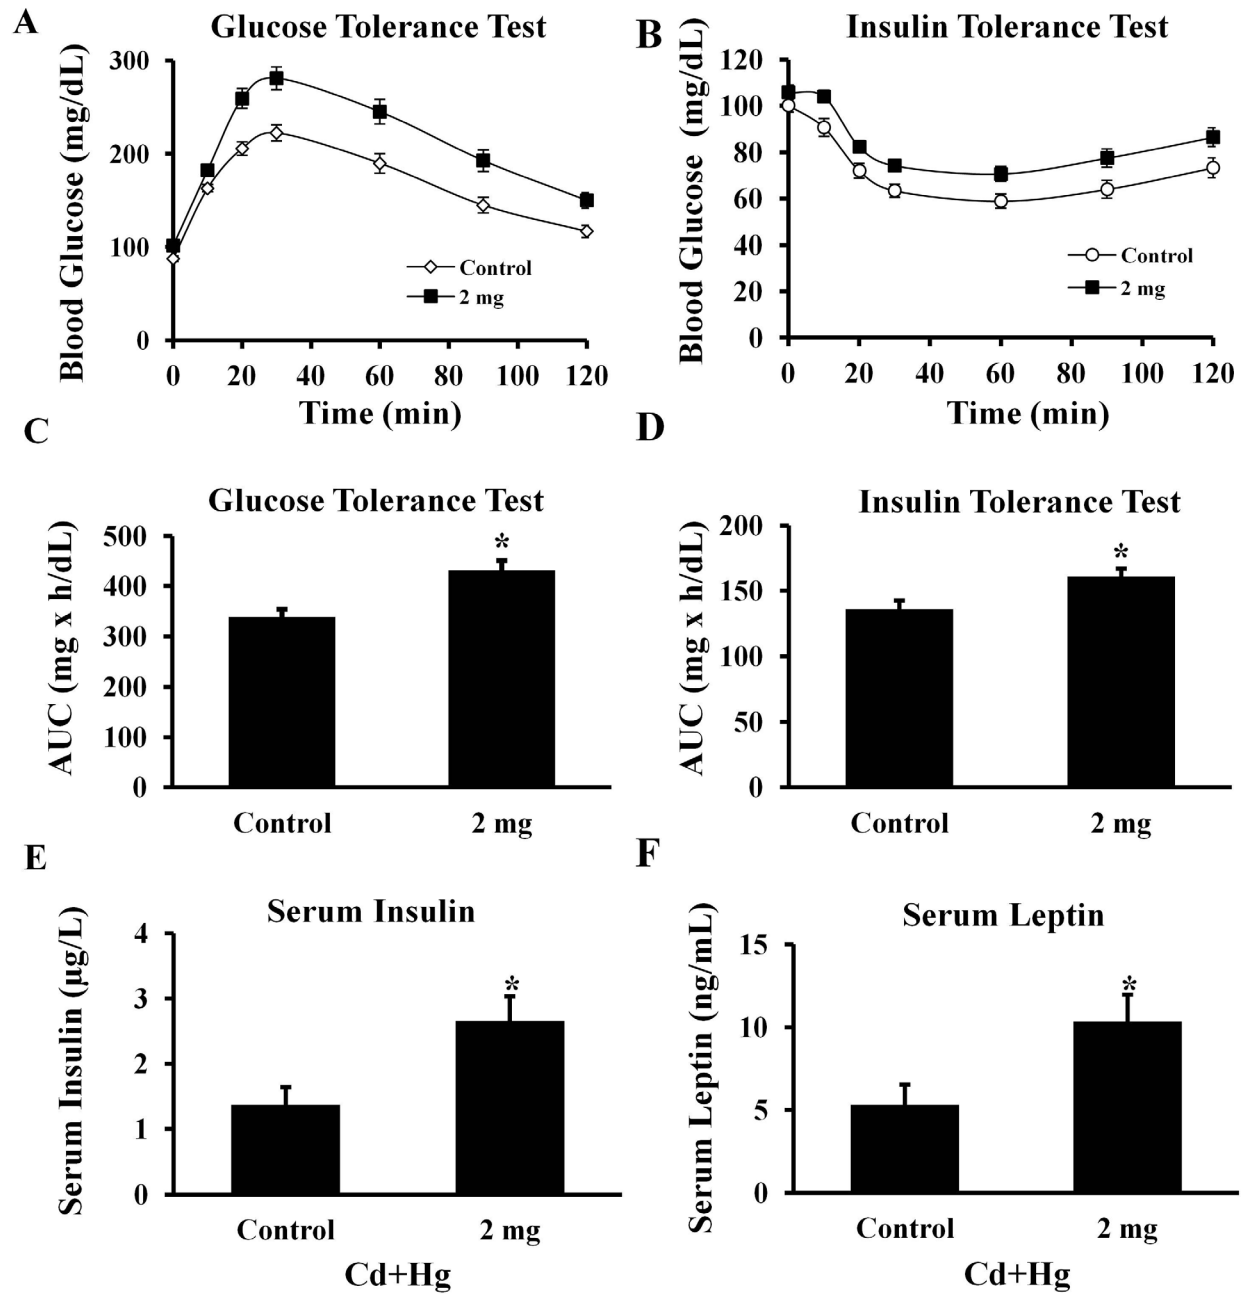 A
Glucose Tolerance Test
Blood Glucose (mg/dL)
300
200
100
0
0 20 40 60 80 100 120
Time (min)
Control
2 mg
B
Insulin Tolerance Test
Blood Glucose (mg/dL)
120
100
80
60
40
20
0
0 20 40 60 80 100 120
Time (min)
Control
2 mg
C
Glucose Tolerance Test
AUC (mg x h/dL)
500
400
300
200
100
0
*
Control 2 mg
D
Insulin Tolerance Test
AUC (mg x h/dL)
200
150
100
50
0
*
Control 2 mg
E
Serum Insulin
Serum Insulin (µg/L)
4
3
2
1
0
*
Control 2 mg
Cd+Hg
F
Serum Leptin
Serum Leptin (ng/mL)
15
10
5
0
*
Control 2 mg
Cd+Hg